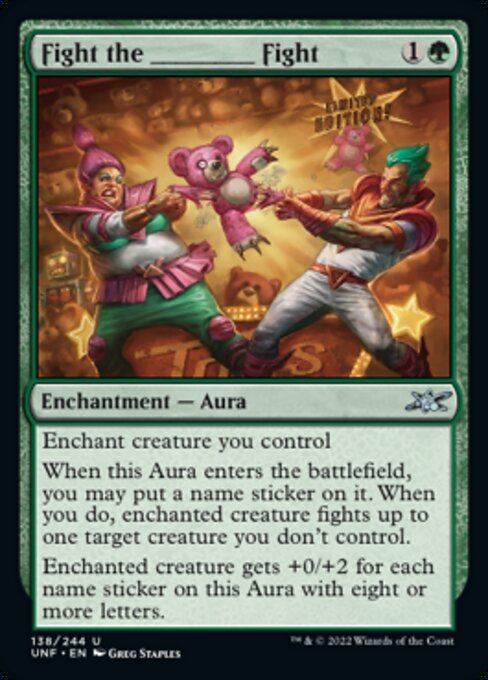 Fight the ________ Fight 1
LIMITED
EDITION!
TOYS
Enchantment — Aura
Enchant creature you control
When this Aura enters the battlefield,
you may put a name sticker on it. When
you do, enchanted creature fights up to
one target creature you don't control.
Enchanted creature gets +0/+2 for each
name sticker on this Aura with eight or
more letters.
138/244 U
UNF • EN Greg Staples
™ & © 2022 Wizards of the Coast